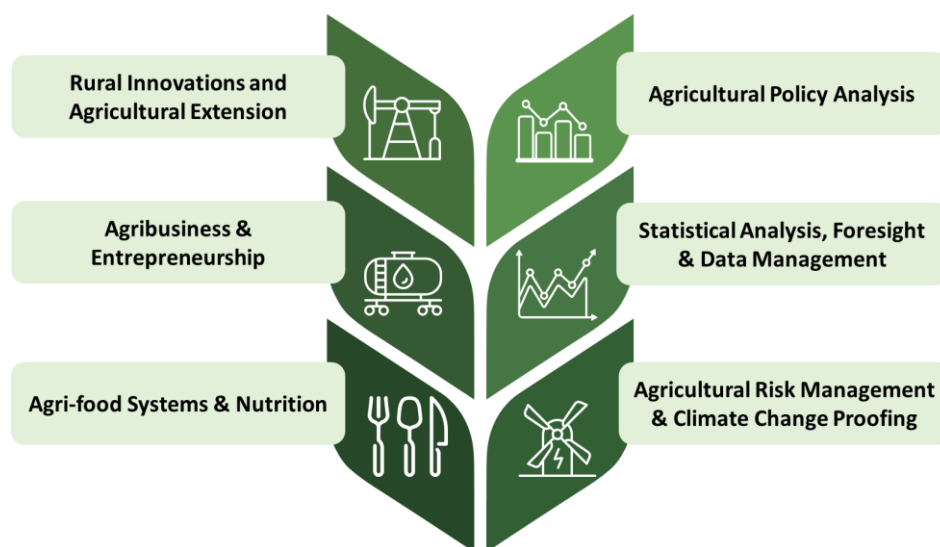 Rural Innovations and
Agricultural Extension
Agricultural Policy Analysis
Agribusiness &
Entrepreneurship
Statistical Analysis, Foresight
& Data Management
Agri-food Systems & Nutrition
Agricultural Risk Management
& Climate Change Proofing